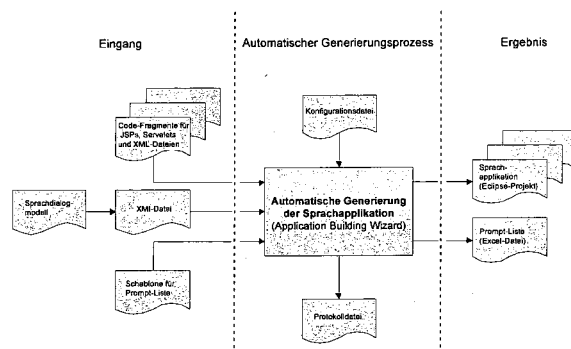 Eingang
Automatischer Generierungsprozess
Ergebnis
Code-Fragmente für
JSPs, Servelets
und XML-Dateien
Konfigurationsdatei
Sprach-
applikation
(Eclipse-Projekt)
Sprachdialog
modell
XMI-Datei
Automatische Generierung
der Sprachapplikation
(Application Building Wizard)
Prompt-Liste
(Excel-Datei)
Schablone für
Prompt-Liste
Protokolldatei